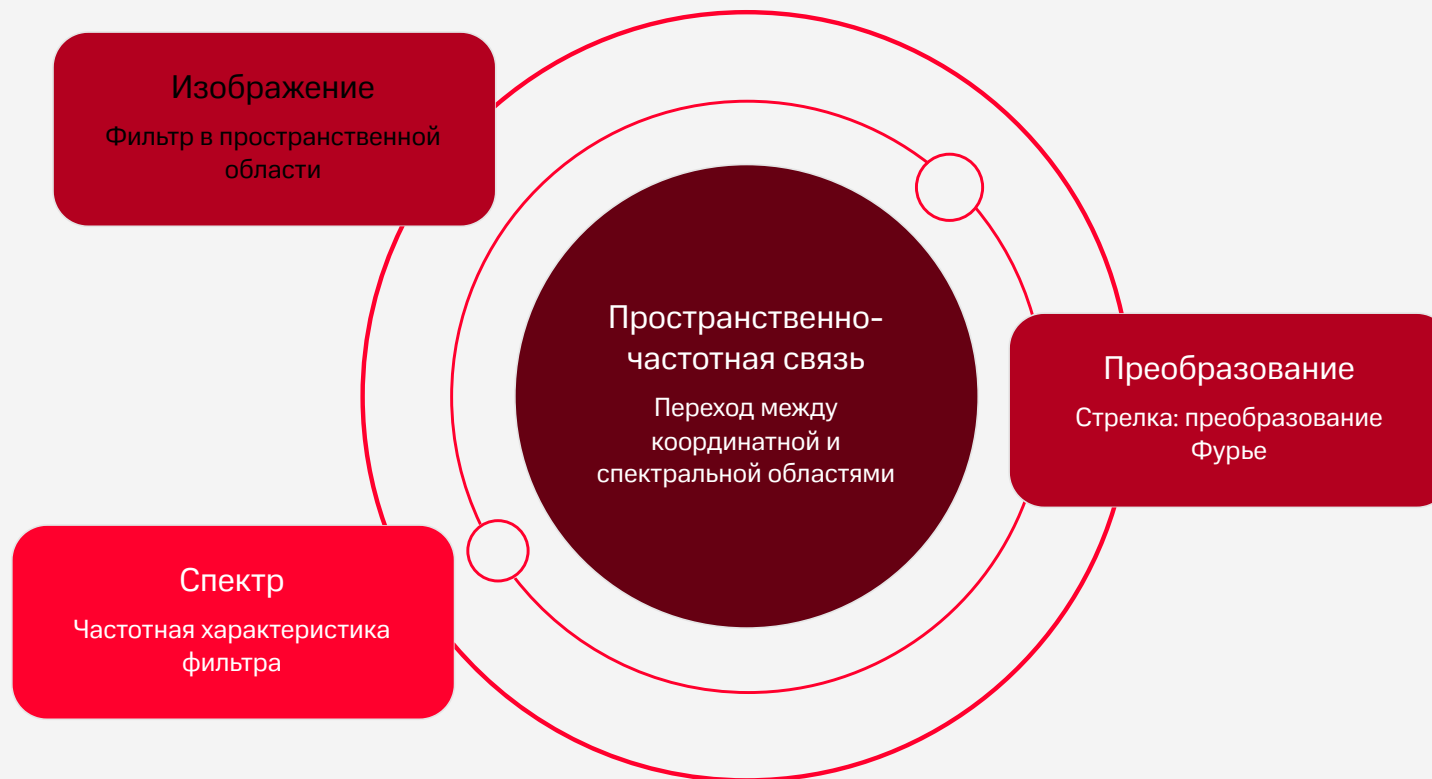 Изображение
Фильтр в пространственной
области
Пространственно-
частотная связь
Переход между
координатной и
спектральной областями
Преобразование
Стрелка: преобразование
Фурье
Спектр
Частотная характеристика
фильтра